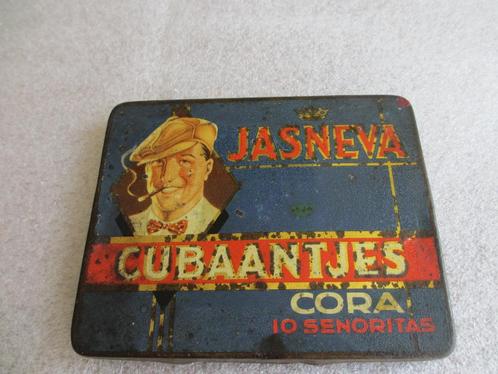 JASNEVA
CUBAANTJES
CORA
10 SENORITAS